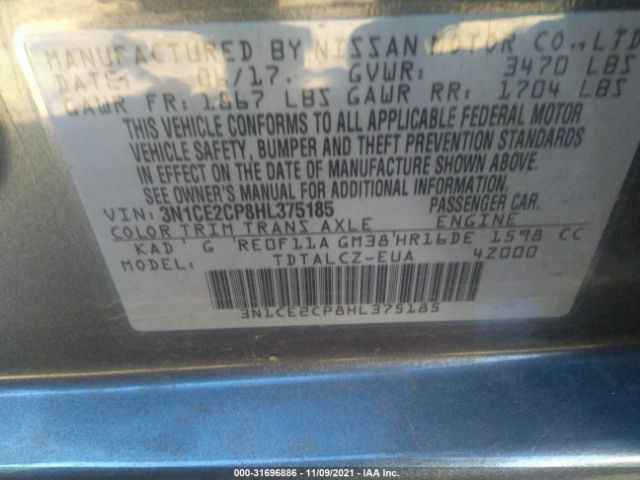 MANUFACTURED BY NISSAN MOTOR CO., LTD
DATE: 06/17. GVWR: 3470 LBS
GAWR FR: 1867 LBS GAWR RR: 1704 LBS
THIS VEHICLE CONFORMS TO ALL APPLICABLE FEDERAL MOTOR
VEHICLE SAFETY, BUMPER AND THEFT PREVENTION STANDARDS
IN EFFECT ON THE DATE OF MANUFACTURE SHOWN ABOVE.
SEE OWNER'S MANUAL FOR ADDITIONAL INFORMATION.
VIN: 3N1CE2CP8HL375185 PASSENGER CAR.
COLOR TRIM TRANS AXLE ENGINE
KAD G RE0F11A GM38 HR16DE 1598 CC
MODEL: TDTALCZ-EUA 4Z000
3N1CE2CP8HL375185
000-31696886 - 11/09/2021 - IAA Inc.